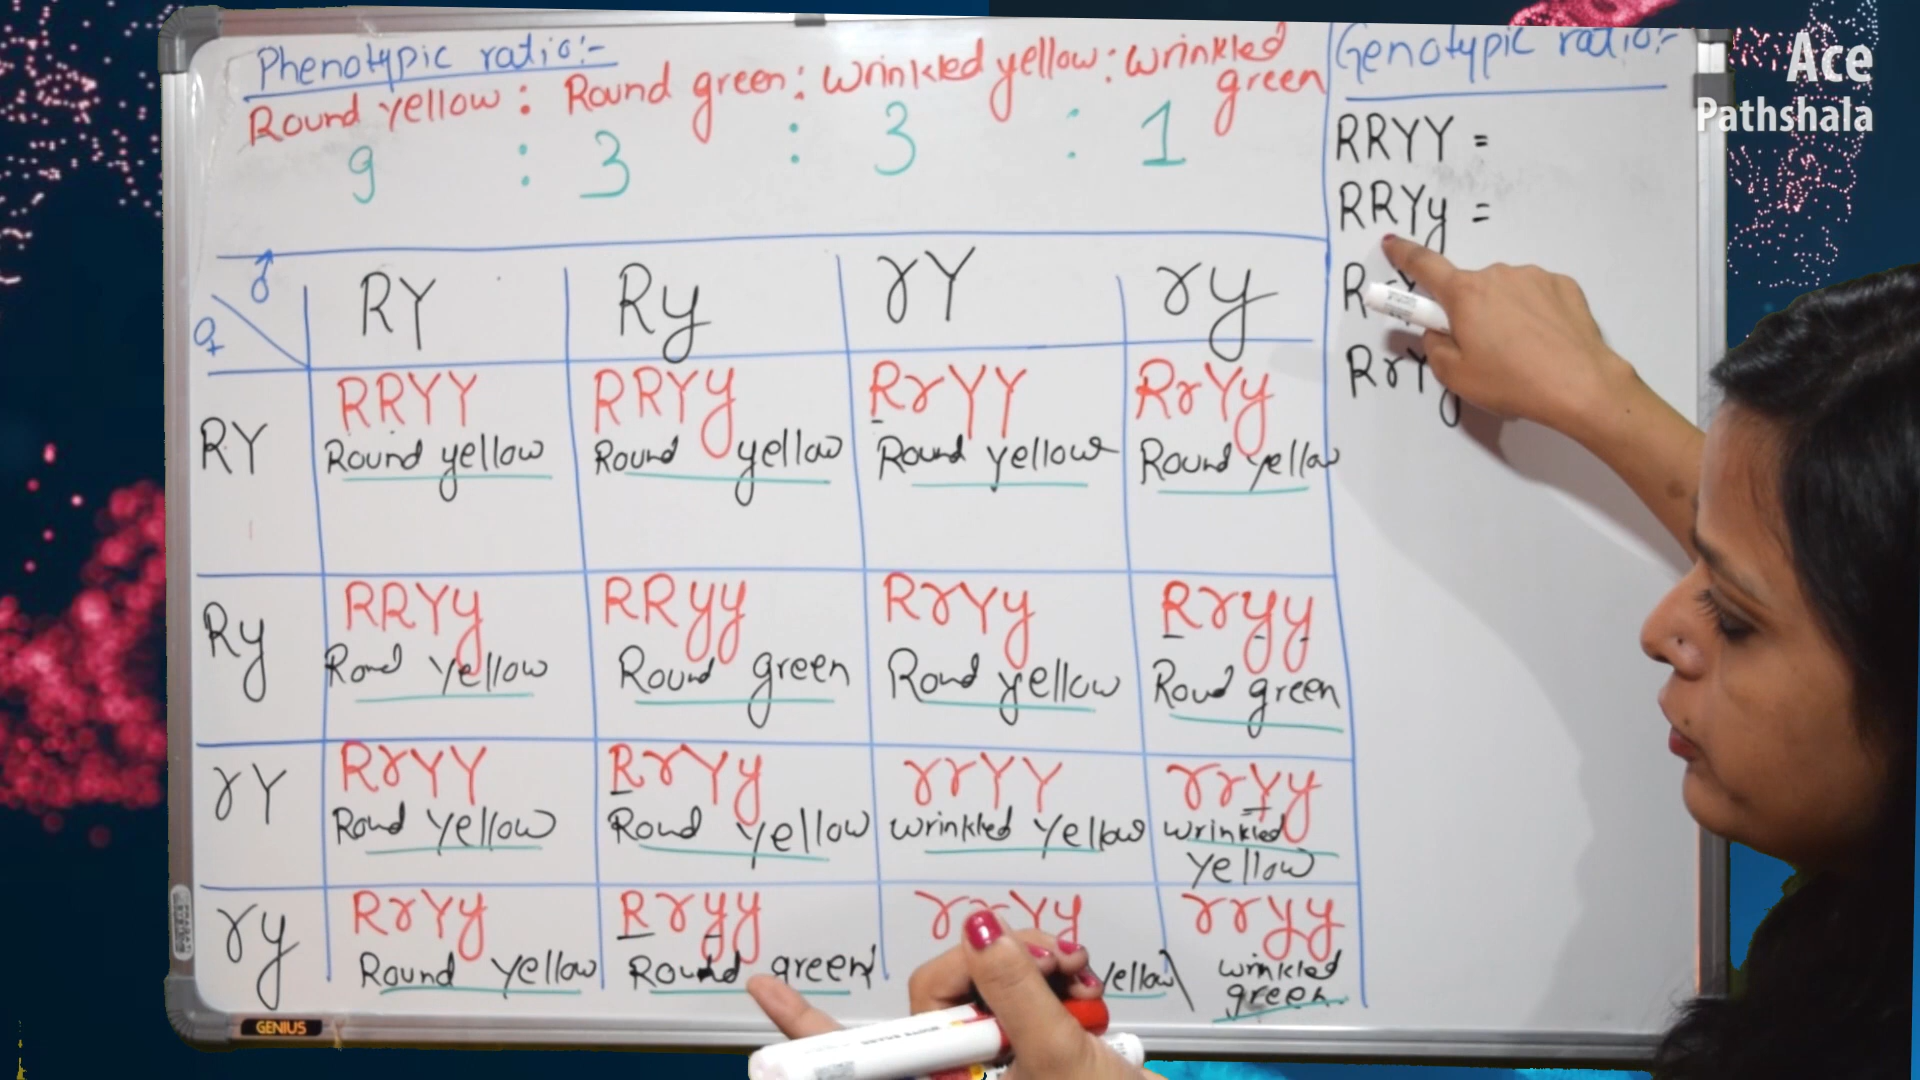 Phenotypic ratio:-
Round yellow : Round green : wrinkled yellow : wrinkled green
9 : 3 : 3 : 1
Genotypic ratio:-
Ace
Pathshala
RRYY =
RRYy =
RrY
♂
♀
RY Ry rY ry
RY RRYY RRYy RrYY RrYy
Round yellow Round yellow Round yellow Round yellow
Ry RRYy RRyy RrYy Rryy
Round yellow Round green Round yellow Round green
rY RrYY RrYy rrYY rrYy
Round yellow Round yellow wrinkled yellow wrinkled
yellow
ry RrYy Rryy rrYy rryy
Round yellow Round green yellow wrinkled
green
GENIUS